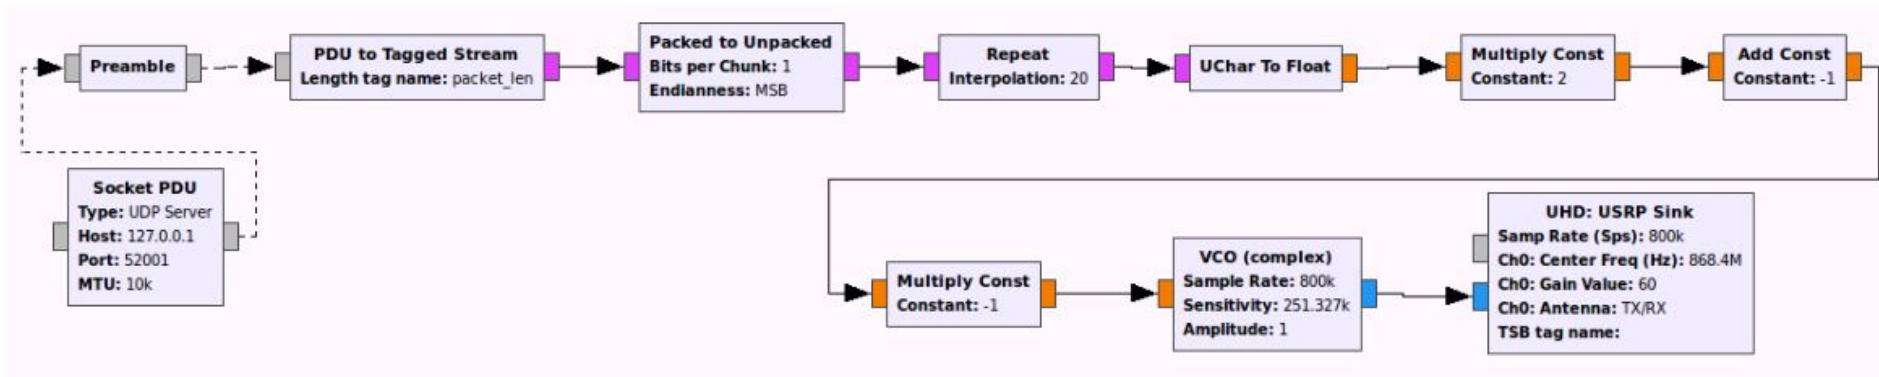 Preamble
PDU to Tagged Stream
Length tag name: packet_len
Packed to Unpacked
Bits per Chunk: 1
Endianness: MSB
Repeat
Interpolation: 20
UChar To Float
Multiply Const
Constant: 2
Add Const
Constant: -1
Socket PDU
Type: UDP Server
Host: 127.0.0.1
Port: 52001
MTU: 10k
Multiply Const
Constant: -1
VCO (complex)
Sample Rate: 800k
Sensitivity: 251.327k
Amplitude: 1
UHD: USRP Sink
Samp Rate (Sps): 800k
Ch0: Center Freq (Hz): 868.4M
Ch0: Gain Value: 60
Ch0: Antenna: TX/RX
TSB tag name: